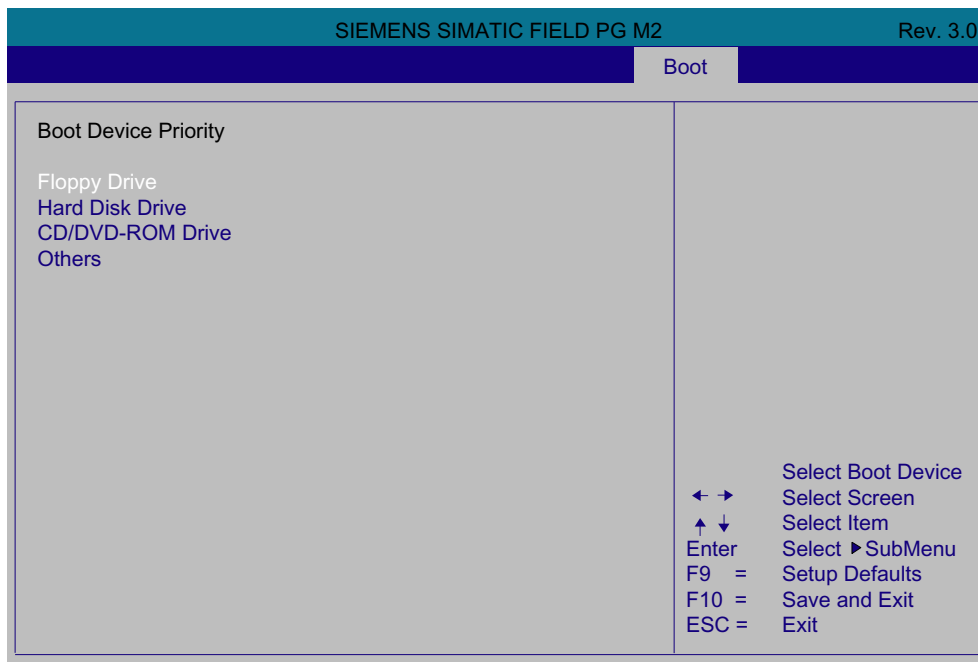 SIEMENS SIMATIC FIELD PG M2 Rev. 3.0
Boot
Boot Device Priority
Floppy Drive
Hard Disk Drive
CD/DVD-ROM Drive
Others
Select Boot Device
← → Select Screen
↑ ↓ Select Item
Enter Select ▶SubMenu
F9 = Setup Defaults
F10 = Save and Exit
ESC = Exit